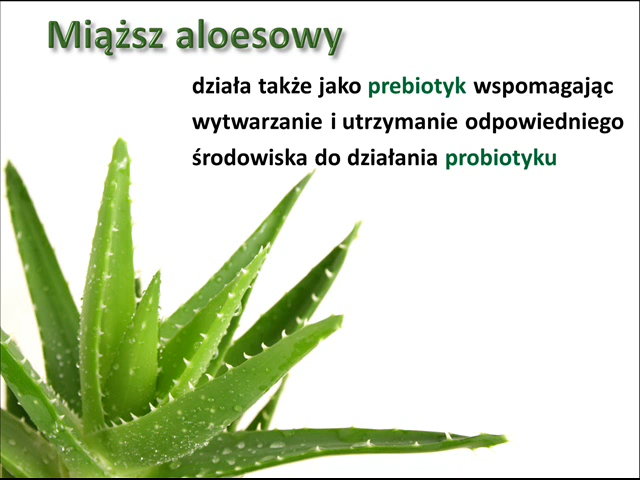 Miąższ aloesowy
działa także jako prebiotyk wspomagając
wytwarzanie i utrzymanie odpowiedniego
środowiska do działania probiotyku